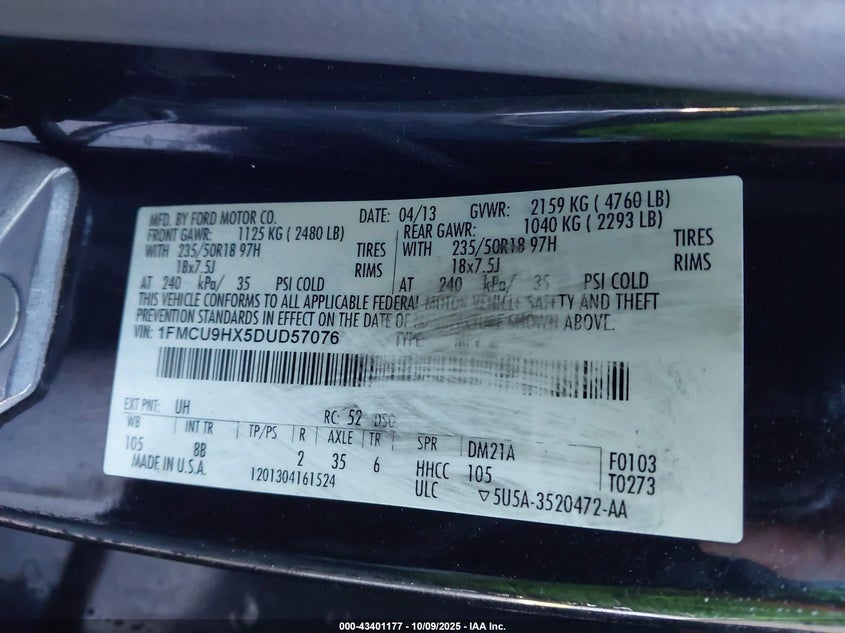 MFD. BY FORD MOTOR CO. DATE: 04/13 GVWR: 2159 KG ( 4760 LB)
FRONT GAWR: 1125 KG ( 2480 LB) REAR GAWR: 1040 KG ( 2293 LB)
WITH 235/50R18 97H TIRES WITH 235/50R18 97H TIRES
18x7.5J RIMS 18x7.5J RIMS
AT 240 kPa/ 35 PSI COLD AT 240 kPa/ 35 PSI COLD
THIS VEHICLE CONFORMS TO ALL APPLICABLE FEDERAL MOTOR VEHICLE SAFETY AND THEFT
PREVENTION STANDARDS IN EFFECT ON THE DATE OF ABOVE.
VIN: 1FMCU9HX5DUD57076 TYPE:
EXT PNT: UH RC: 52 DSO
WB INT TR TP/PS R AXLE TR SPR DM21A F0103
105 8B 2 35 6 HHCC 105 T0273
MADE IN U.S.A. 1201304161524 ULC ▽5U5A-3520472-AA
000-43401177 - 10/09/2025 - IAA Inc.